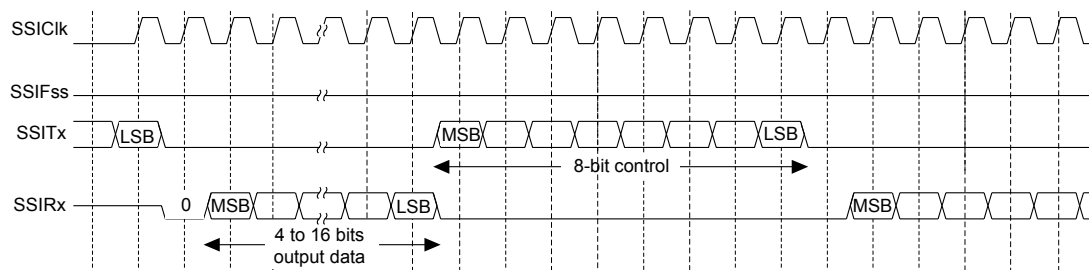 SSIClk
SSIFss
SSITx
LSB
MSB
LSB
8-bit control
SSIRx
0
MSB
LSB
MSB
4 to 16 bits
output data